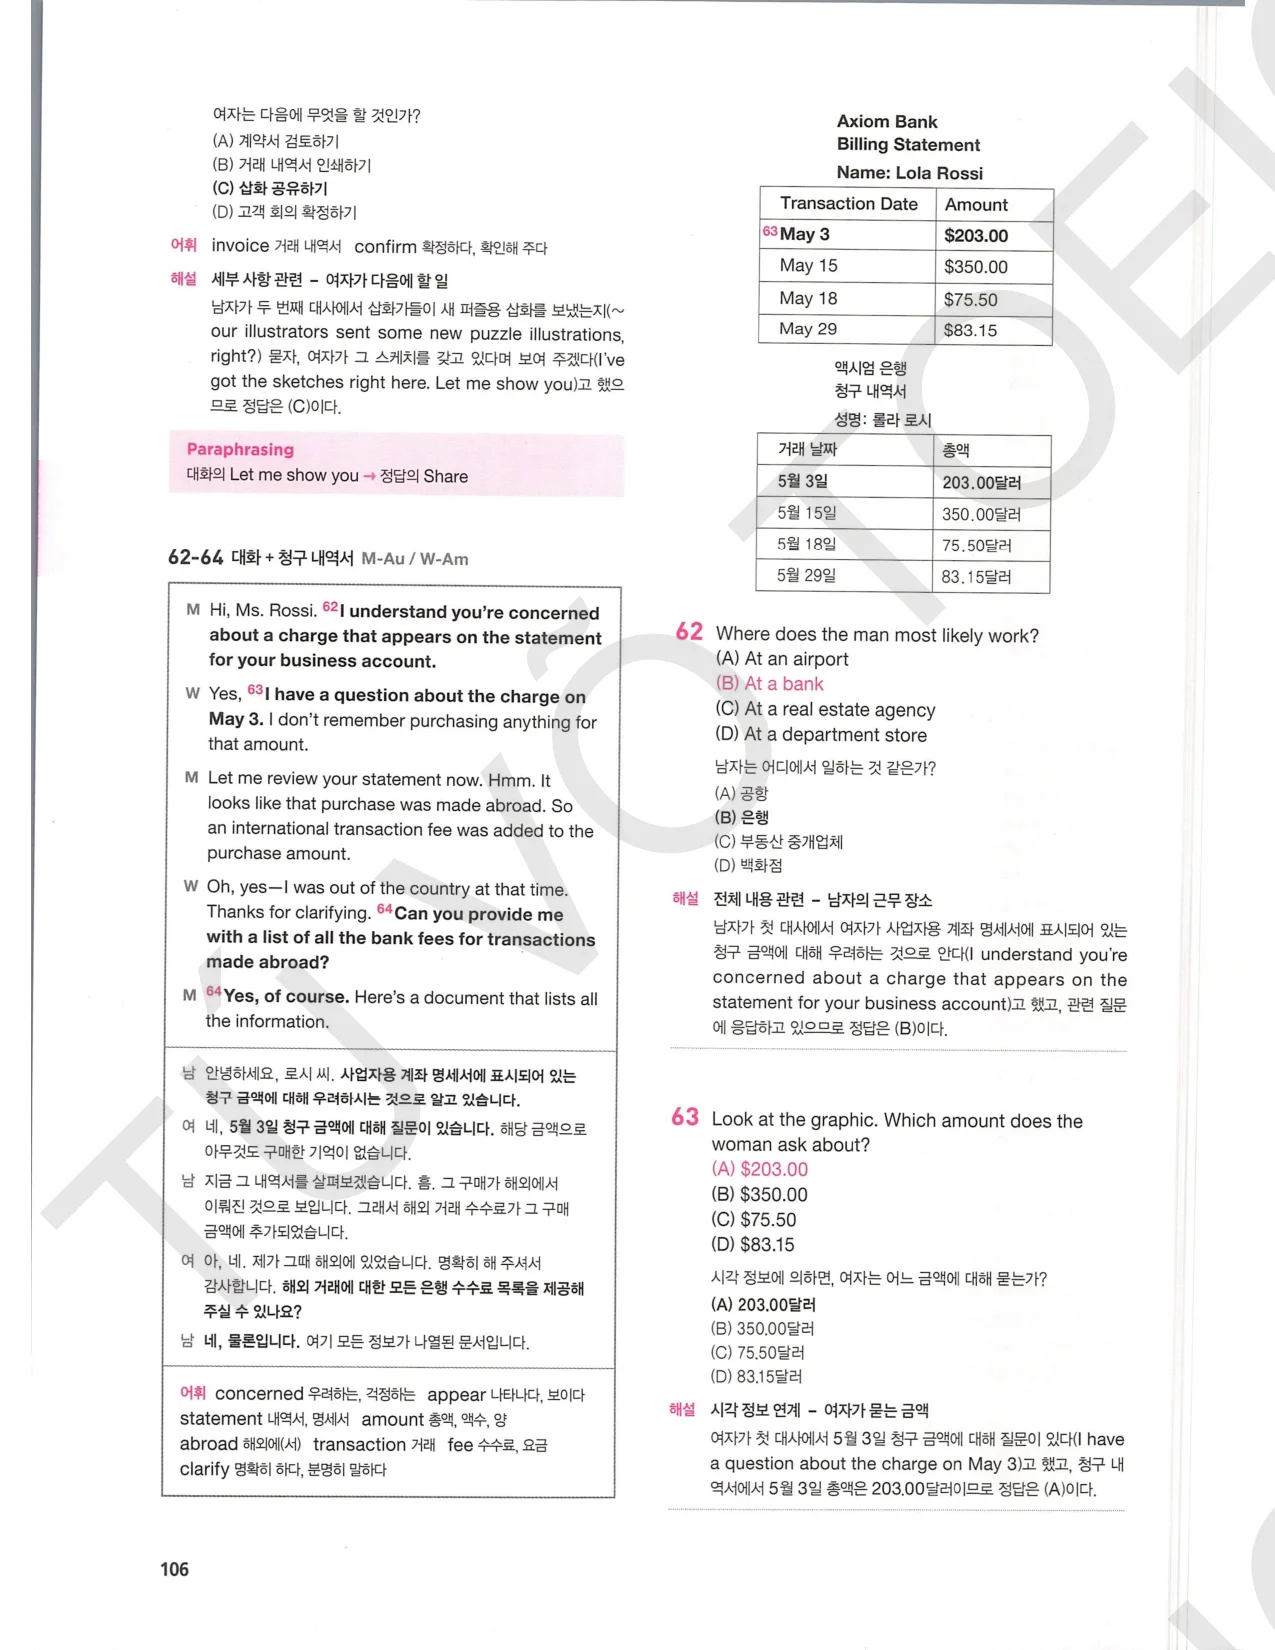 여자는 다음에 무엇을 할 것인가?
(A) 계약서 검토하기
(B) 거래 내역서 인쇄하기
(C) 삽화 공유하기
(D) 고객 회의 확정하기
어휘 invoice 거래 내역서 confirm 확정하다, 확인해 주다
해설 세부 사항 관련 – 여자가 다음에 할 일
남자가 두 번째 대사에서 삽화가들이 새 퍼즐용 삽화를 보냈는지(~
our illustrators sent some new puzzle illustrations,
right?) 묻자, 여자가 그 스케치를 갖고 있다며 보여 주겠다(I've
got the sketches right here. Let me show you)고 했으
므로 정답은 (C)이다.
Paraphrasing
대화의 Let me show you → 정답의 Share
62-64 대화 + 청구 내역서 M-Au / W-Am
M Hi, Ms. Rossi. 62I understand you're concerned
about a charge that appears on the statement
for your business account.
W Yes, 63I have a question about the charge on
May 3. I don't remember purchasing anything for
that amount.
M Let me review your statement now. Hmm. It
looks like that purchase was made abroad. So
an international transaction fee was added to the
purchase amount.
W Oh, yes—I was out of the country at that time.
Thanks for clarifying. 64Can you provide me
with a list of all the bank fees for transactions
made abroad?
M 64Yes, of course. Here's a document that lists all
the information.
남 안녕하세요, 로시 씨. 사업자용 계좌 명세서에 표시되어 있는
청구 금액에 대해 우려하시는 것으로 알고 있습니다.
여 네, 5월 3일 청구 금액에 대해 질문이 있습니다. 해당 금액으로
아무것도 구매한 기억이 없습니다.
남 지금 그 내역서를 살펴보겠습니다. 흠. 그 구매가 해외에서
이뤄진 것으로 보입니다. 그래서 해외 거래 수수료가 그 구매
금액에 추가되었습니다.
여 아, 네. 제가 그때 해외에 있었습니다. 명확히 해 주셔서
감사합니다. 해외 거래에 대한 모든 은행 수수료 목록을 제공해
주실 수 있나요?
남 네, 물론입니다. 여기 모든 정보가 나열된 문서입니다.
어휘 concerned 우려하는, 걱정하는 appear 나타나다, 보이다
statement 내역서, 명세서 amount 총액, 액수, 양
abroad 해외에(서) transaction 거래 fee 수수료, 요금
clarify 명확히 하다, 분명히 말하다
106
Axiom Bank
Billing Statement
Name: Lola Rossi
Transaction Date Amount
63 May 3 $203.00
May 15 $350.00
May 18 $75.50
May 29 $83.15
액시엄 은행
청구 내역서
성명: 롤라 로시
거래 날짜 총액
5월 3일 203.00달러
5월 15일 350.00달러
5월 18일 75.50달러
5월 29일 83.15달러
62 Where does the man most likely work?
(A) At an airport
(B) At a bank
(C) At a real estate agency
(D) At a department store
남자는 어디에서 일하는 것 같은가?
(A) 공항
(B) 은행
(C) 부동산 중개업체
(D) 백화점
해설 전체 내용 관련 – 남자의 근무 장소
남자가 첫 대사에서 여자가 사업자용 계좌 명세서에 표시되어 있는
청구 금액에 대해 우려하는 것으로 안다(I understand you're
concerned about a charge that appears on the
statement for your business account)고 했고, 관련 질문
에 응답하고 있으므로 정답은 (B)이다.
63 Look at the graphic. Which amount does the
woman ask about?
(A) $203.00
(B) $350.00
(C) $75.50
(D) $83.15
시각 정보에 의하면, 여자는 어느 금액에 대해 묻는가?
(A) 203.00달러
(B) 350.00달러
(C) 75.50달러
(D) 83.15달러
해설 시각 정보 연계 – 여자가 묻는 금액
여자가 첫 대사에서 5월 3일 청구 금액에 대해 질문이 있다(I have
a question about the charge on May 3)고 했고, 청구 내
역서에서 5월 3일 총액은 203.00달러이므로 정답은 (A)이다.
TÚ VÕ TOEIC